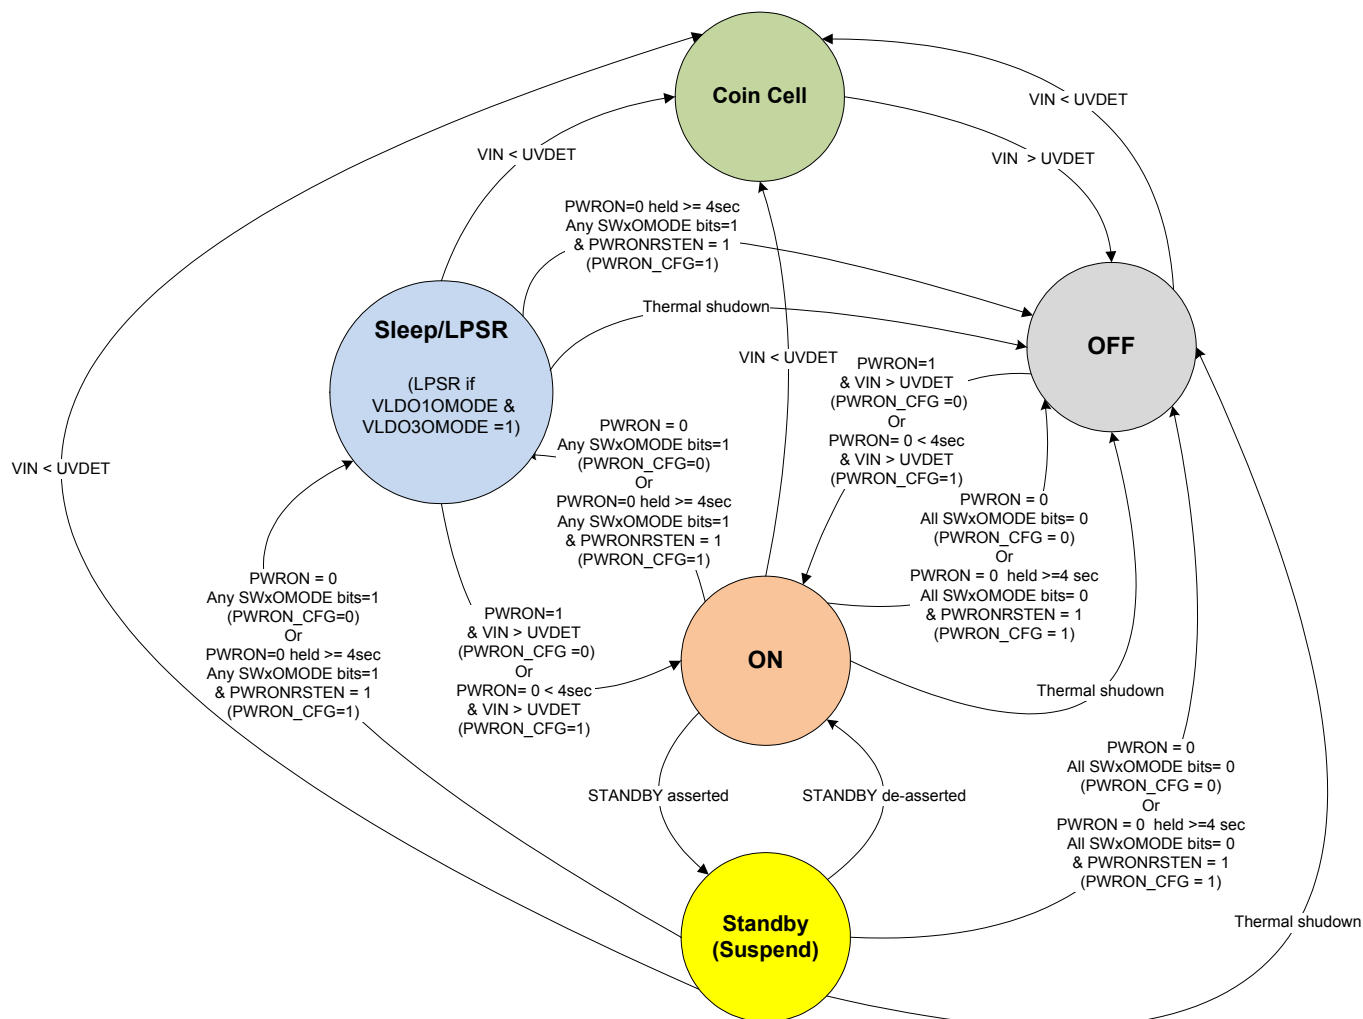 Coin Cell
VIN < UVDET
VIN > UVDET
VIN < UVDET
PWRON=0 held >= 4sec
Any SWxOMODE bits=1
& PWRONRSTEN = 1
(PWRON_CFG=1)
Thermal shudown
Sleep/LPSR
(LPSR if
VLDO1OMODE &
VLDO3OMODE =1)
OFF
VIN < UVDET
PWRON=1
& VIN > UVDET
(PWRON_CFG =0)
Or
PWRON= 0 < 4sec
& VIN > UVDET
(PWRON_CFG=1)
PWRON = 0
Any SWxOMODE bits=1
(PWRON_CFG=0)
Or
PWRON=0 held >= 4sec
Any SWxOMODE bits=1
& PWRONRSTEN = 1
(PWRON_CFG=1)
VIN < UVDET
PWRON = 0
All SWxOMODE bits= 0
(PWRON_CFG = 0)
Or
PWRON = 0 held >=4 sec
All SWxOMODE bits= 0
& PWRONRSTEN = 1
(PWRON_CFG = 1)
PWRON = 0
Any SWxOMODE bits=1
(PWRON_CFG=0)
Or
PWRON=0 held >= 4sec
Any SWxOMODE bits=1
& PWRONRSTEN = 1
(PWRON_CFG=1)
PWRON=1
& VIN > UVDET
(PWRON_CFG =0)
Or
PWRON= 0 < 4sec
& VIN > UVDET
(PWRON_CFG=1)
ON
Thermal shudown
STANDBY asserted
STANDBY de-asserted
PWRON = 0
All SWxOMODE bits= 0
(PWRON_CFG = 0)
Or
PWRON = 0 held >=4 sec
All SWxOMODE bits= 0
& PWRONRSTEN = 1
(PWRON_CFG = 1)
Standby
(Suspend)
Thermal shudown